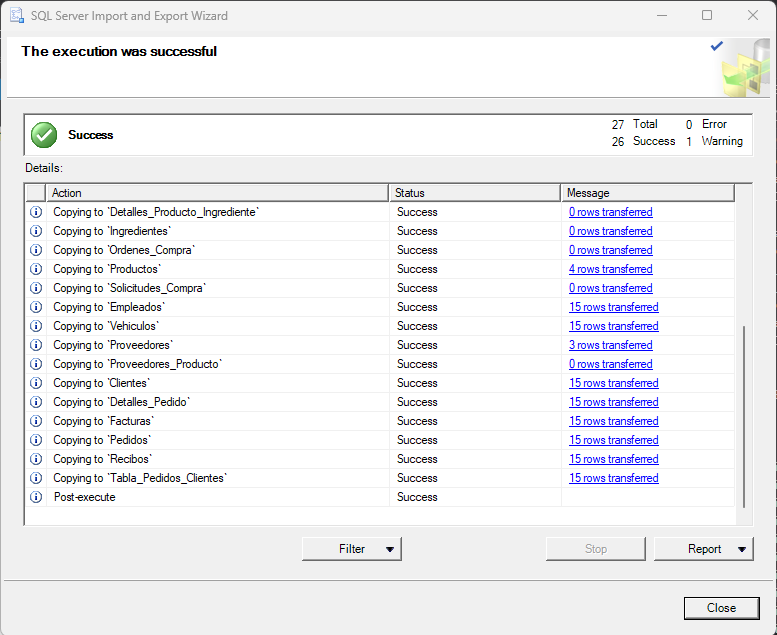 SQL Server Import and Export Wizard
The execution was successful
Success
27 Total 0 Error
26 Success 1 Warning
Details:
Action Status Message
Copying to `Detalles_Producto_Ingrediente` Success 0 rows transferred
Copying to `Ingredientes` Success 0 rows transferred
Copying to `Ordenes_Compra` Success 0 rows transferred
Copying to `Productos` Success 4 rows transferred
Copying to `Solicitudes_Compra` Success 0 rows transferred
Copying to `Empleados` Success 15 rows transferred
Copying to `Vehiculos` Success 15 rows transferred
Copying to `Proveedores` Success 3 rows transferred
Copying to `Proveedores_Producto` Success 0 rows transferred
Copying to `Clientes` Success 15 rows transferred
Copying to `Detalles_Pedido` Success 15 rows transferred
Copying to `Facturas` Success 15 rows transferred
Copying to `Pedidos` Success 15 rows transferred
Copying to `Recibos` Success 15 rows transferred
Copying to `Tabla_Pedidos_Clientes` Success 15 rows transferred
Post-execute Success
Filter Stop Report
Close